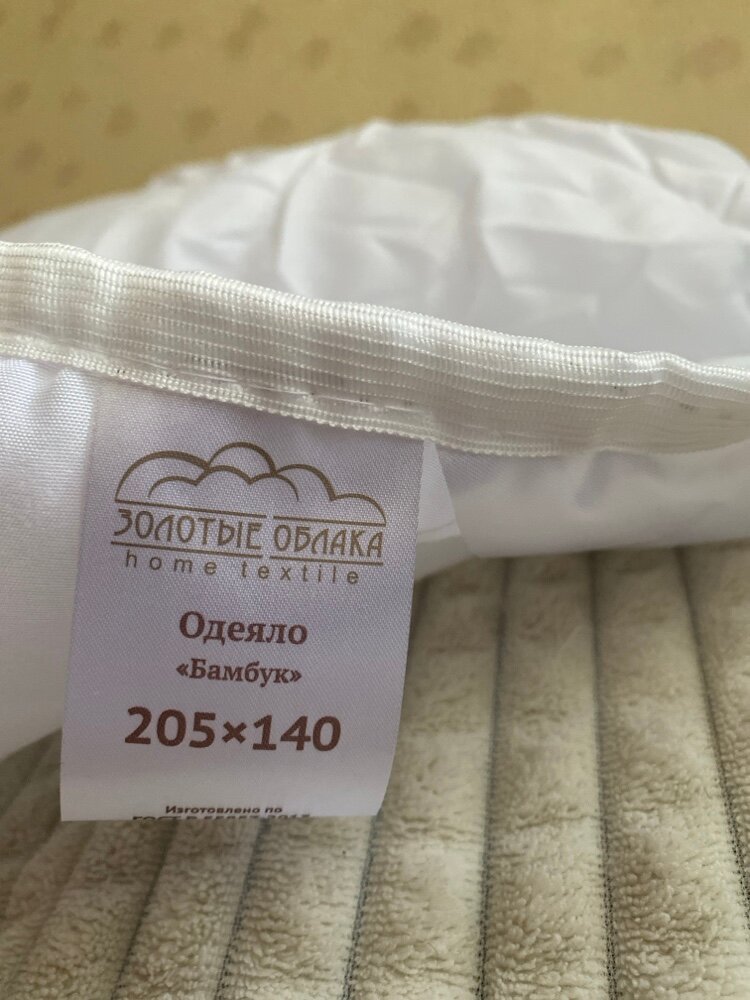 ЗОЛОТЫЕ ОБЛАКА
home textile
Одеяло
«Бамбук»
205×140
Изготовлено по